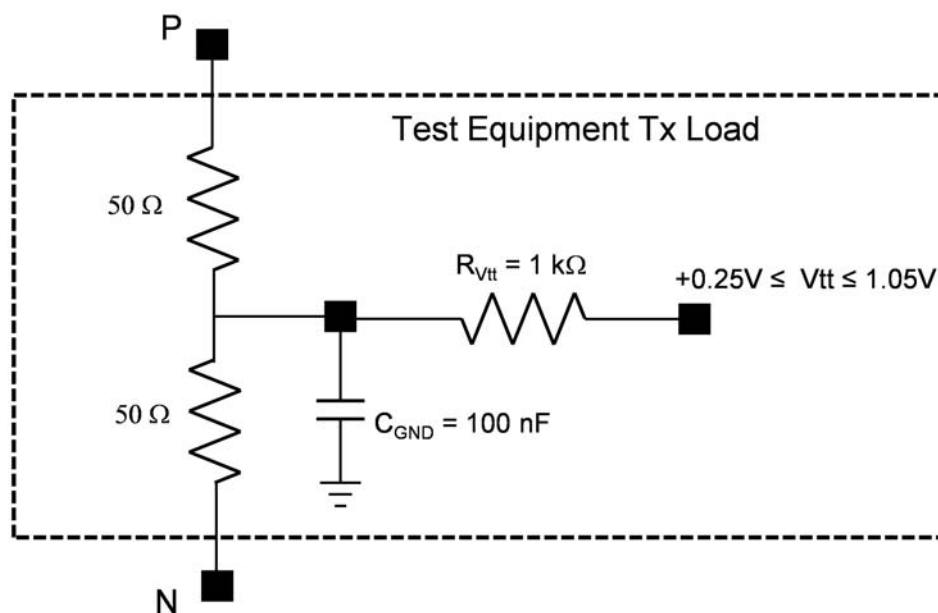 P
Test Equipment Tx Load
50 Ω
R_Vtt = 1 kΩ
+0.25V ≤ Vtt ≤ 1.05V
50 Ω
C_GND = 100 nF
N